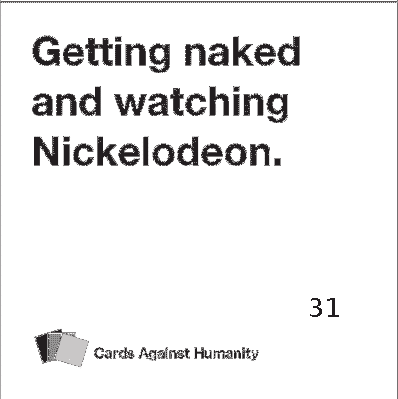 Getting naked
and watching
Nickelodeon.
31
Cards Against Humanity